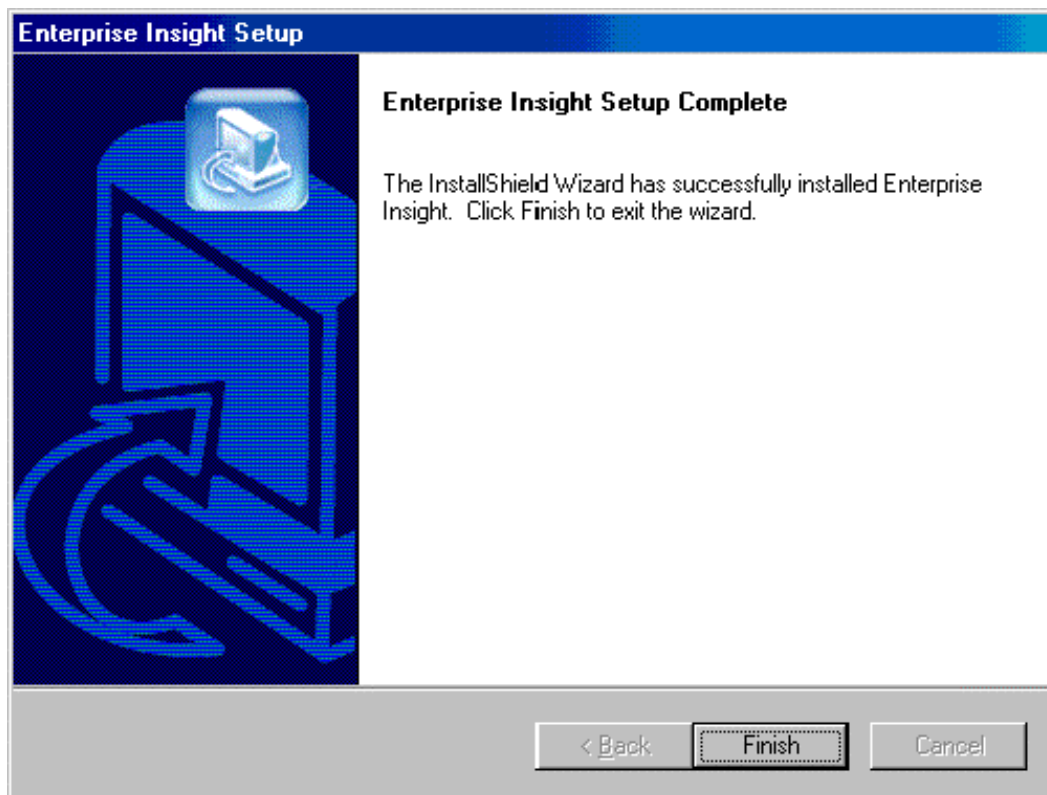 Enterprise Insight Setup
Enterprise Insight Setup Complete
The InstallShield Wizard has successfully installed Enterprise
Insight. Click Finish to exit the wizard.
< Back
Finish
Cancel